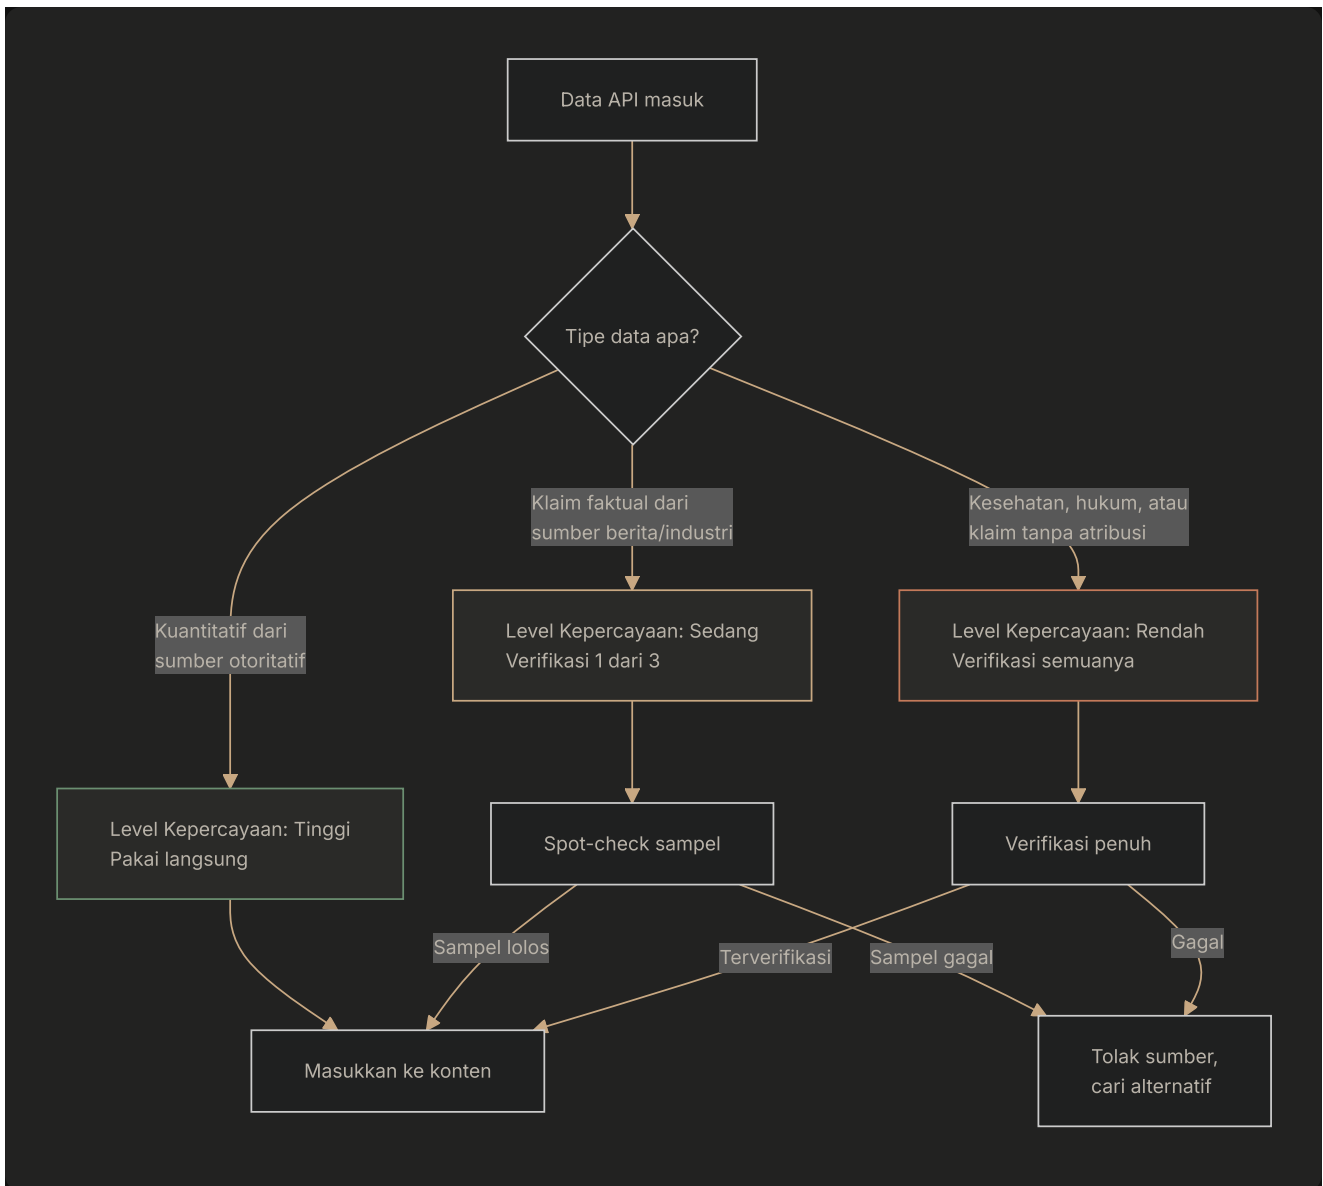 Data API masuk
Tipe data apa?
Klaim faktual dari
sumber berita/industri
Kesehatan, hukum, atau
klaim tanpa atribusi
Kuantitatif dari
sumber otoritatif
Level Kepercayaan: Sedang
Verifikasi 1 dari 3
Level Kepercayaan: Rendah
Verifikasi semuanya
Level Kepercayaan: Tinggi
Pakai langsung
Spot-check sampel
Verifikasi penuh
Sampel lolos
Terverifikasi
Sampel gagal
Gagal
Masukkan ke konten
Tolak sumber,
cari alternatif